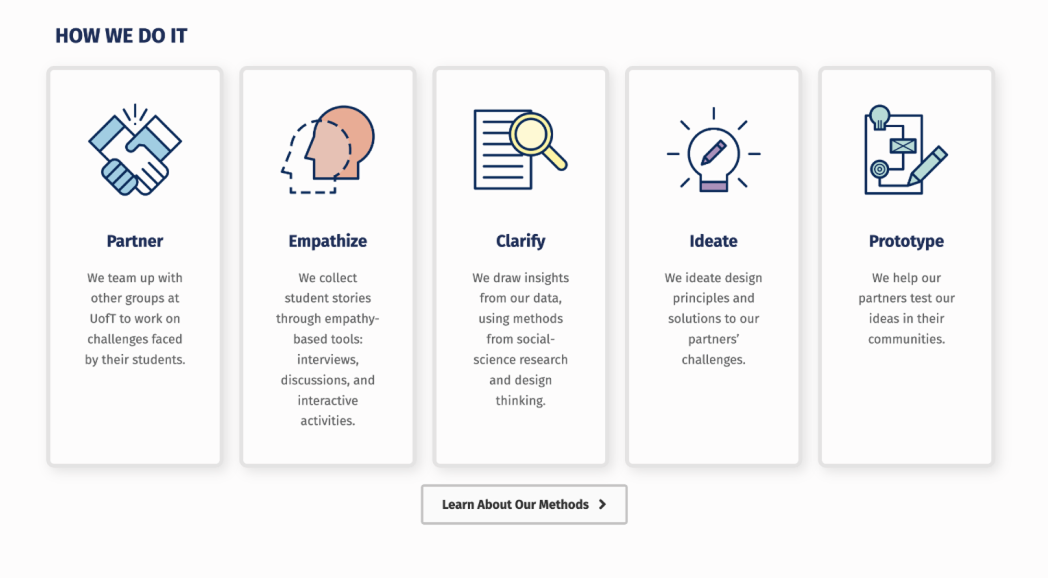 HOW WE DO IT
Partner
We team up with
other groups at
UofT to work on
challenges faced
by their students.
Empathize
We collect
student stories
through empathy-
based tools:
interviews,
discussions, and
interactive
activities.
Clarify
We draw insights
from our data,
using methods
from social-
science research
and design
thinking.
Ideate
We ideate design
principles and
solutions to our
partners’
challenges.
Prototype
We help our
partners test our
ideas in their
communities.
Learn About Our Methods